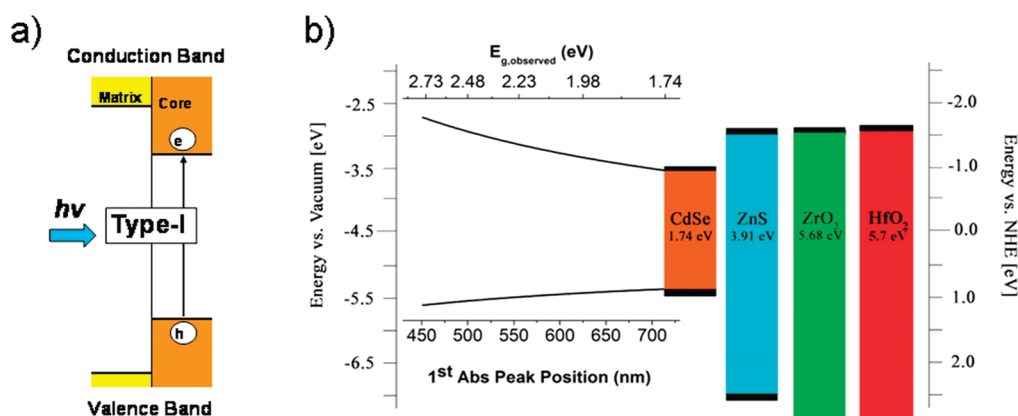 a)
Conduction Band
Matrix
Core
e
hv
Type-I
h
Valence Band
b)
E g,observed (eV)
2.73 2.48 2.23 1.98 1.74
Energy vs. Vacuum [eV]
-2.5
-3.5
-4.5
-5.5
-6.5
CdSe
1.74 eV
ZnS
3.91 eV
ZrO2
5.68 eV
HfO2
5.7 eV
-2.0
-1.0
0.0
1.0
2.0
Energy vs. NHE [eV]
450 500 550 600 650 700
1st Abs Peak Position (nm)